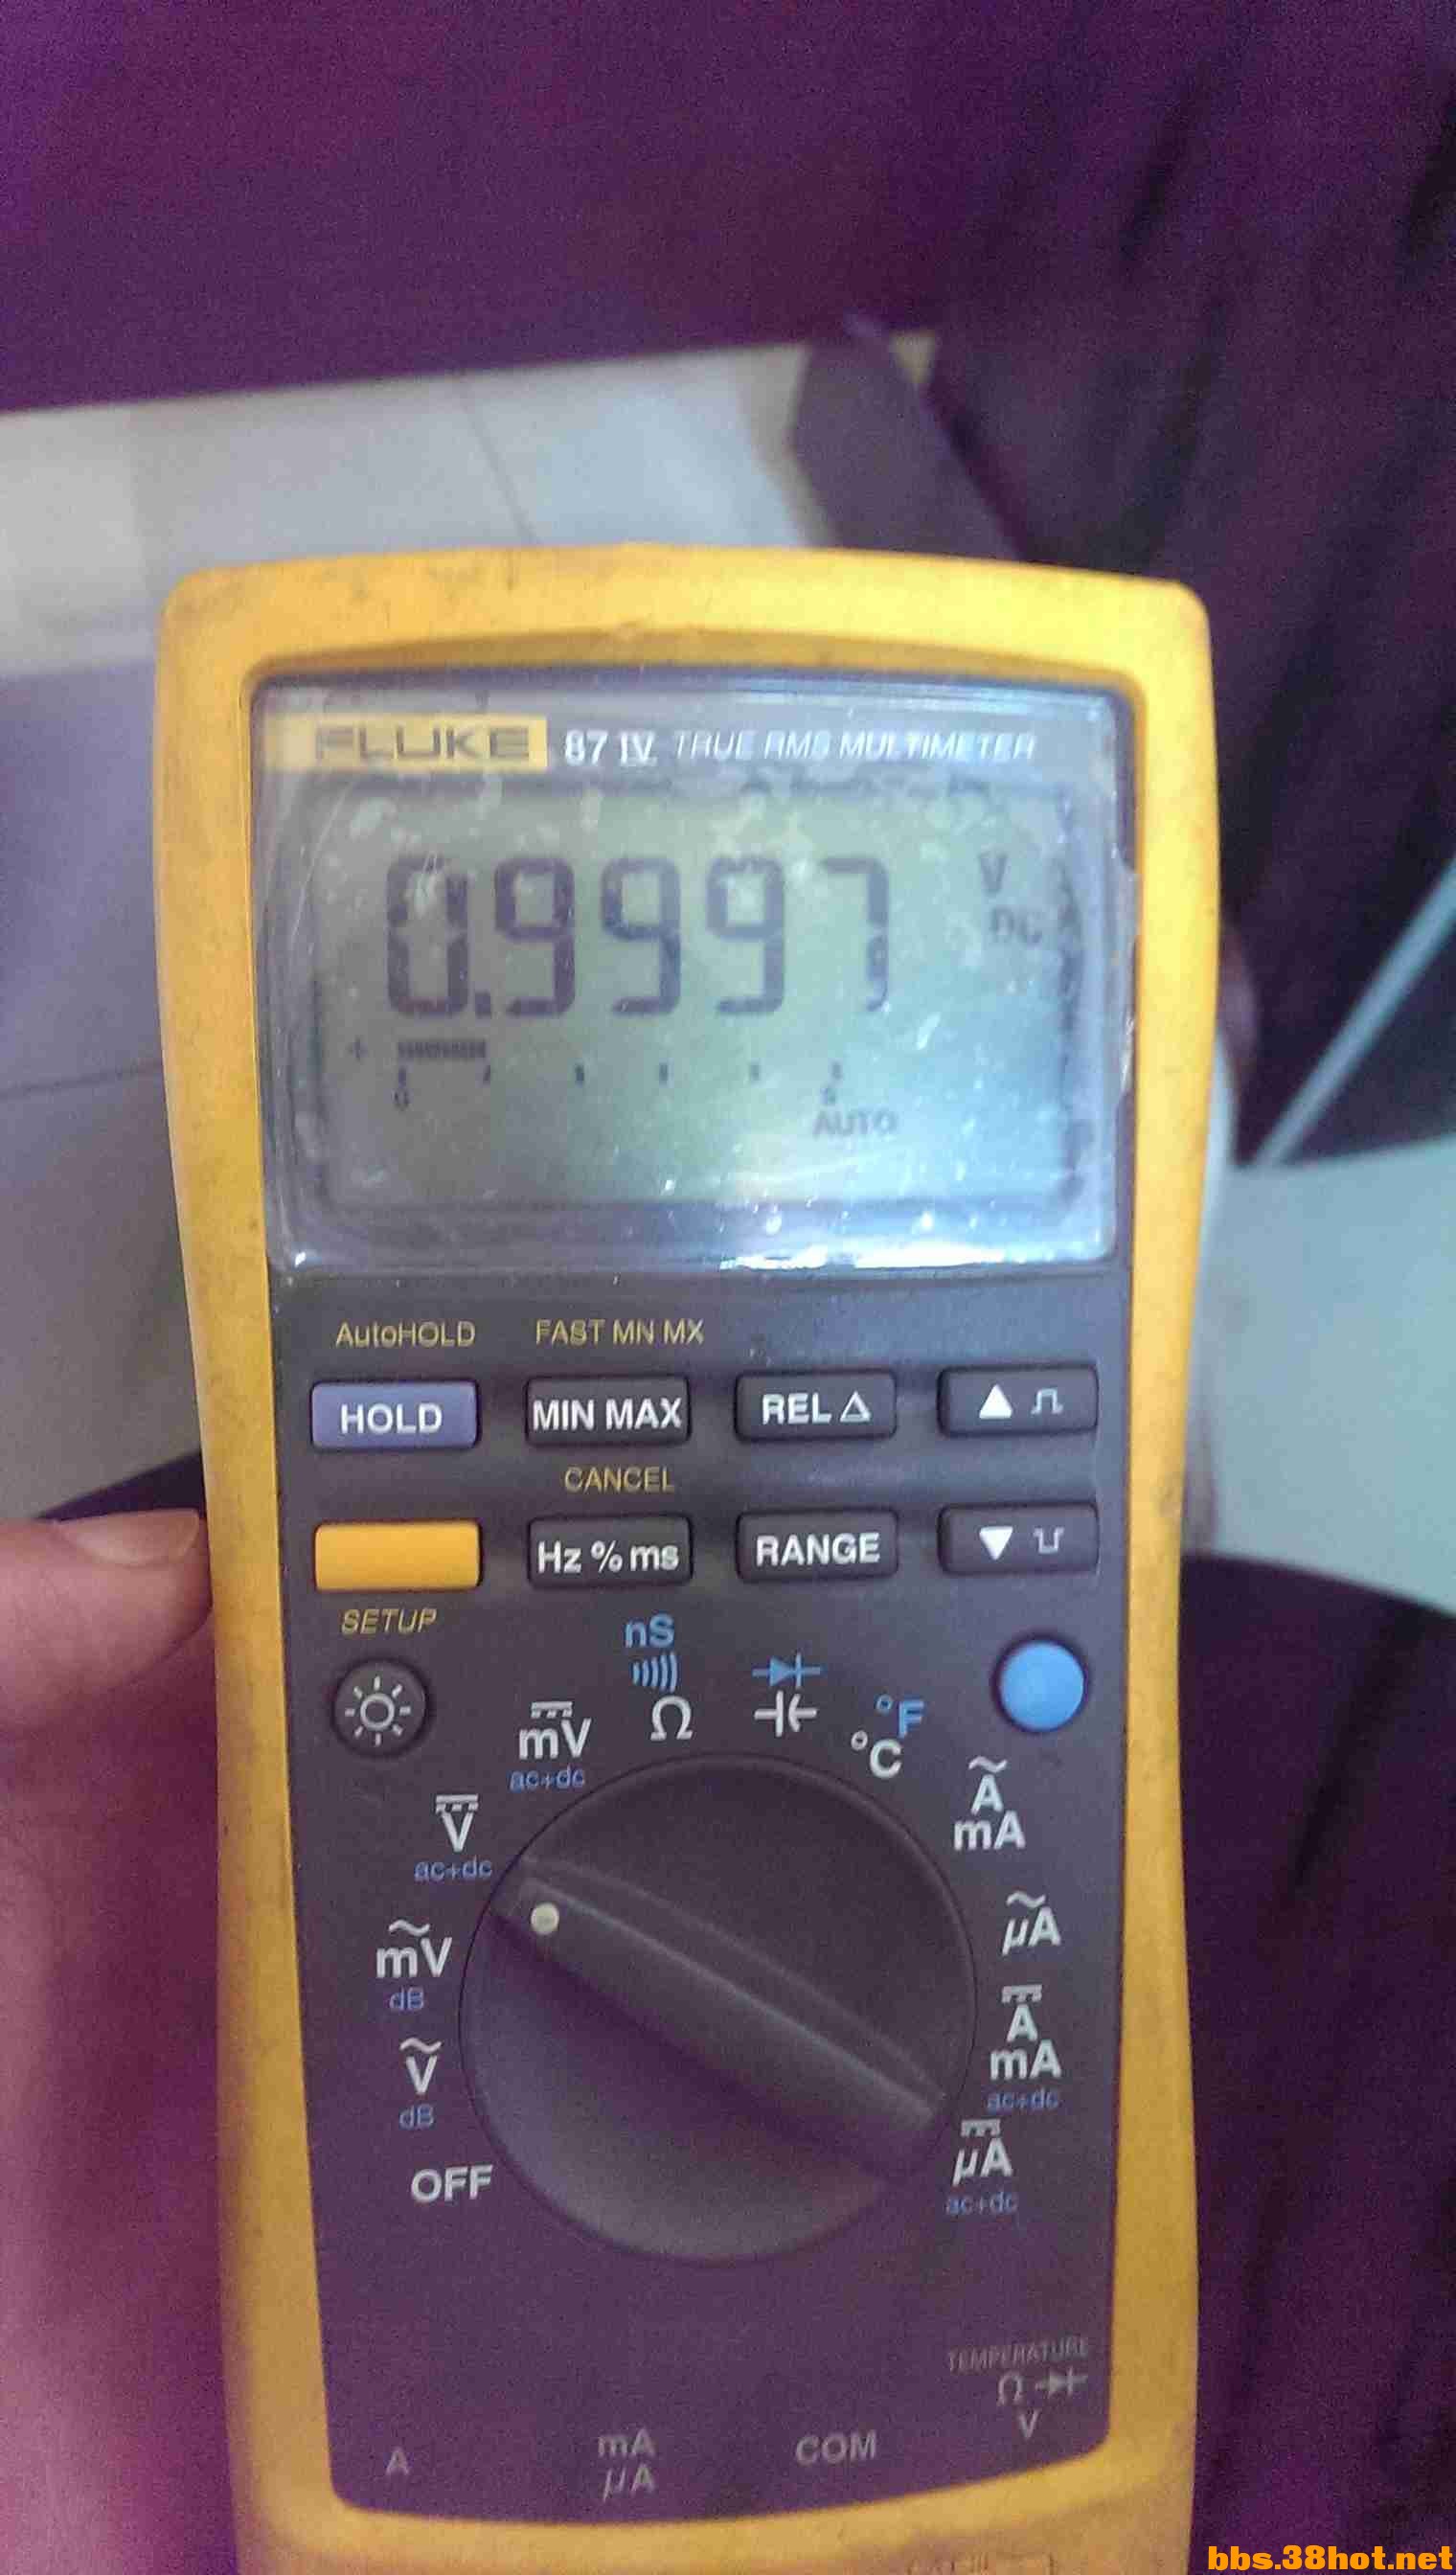 FLUKE 87 IV TRUE RMS MULTIMETER
0.9997 V DC
+
0 5
AUTO
AutoHOLD FAST MN MX
HOLD MIN MAX REL Δ ▲
CANCEL
Hz % ms RANGE ▼
SETUP
nS
mV Ω °F
ac+dc °C
V A
ac+dc mA
mV µA
dB
V A
dB mA
ac+dc
OFF µA
ac+dc
TEMPERATURE
Ω
V
A mA COM
µA
bbs.38hot.net